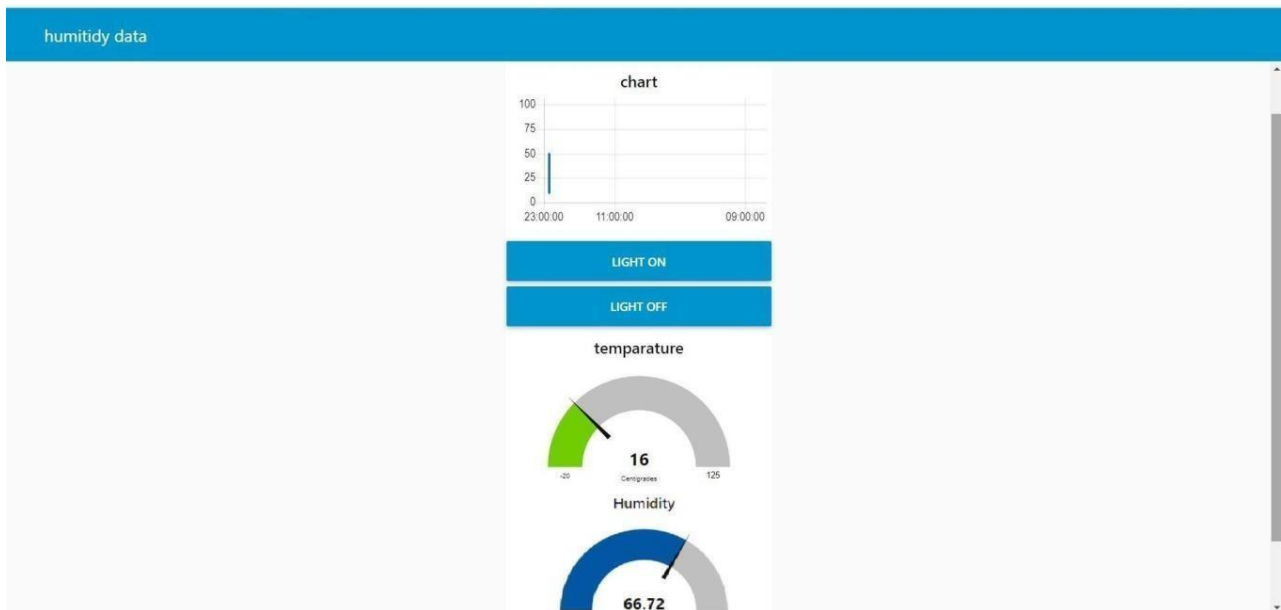 humitidy data
chart
100
75
50
25
0
23:00:00 11:00:00 09:00:00
LIGHT ON
LIGHT OFF
temparature
16
-20 Centigrades 125
Humidity
66.72